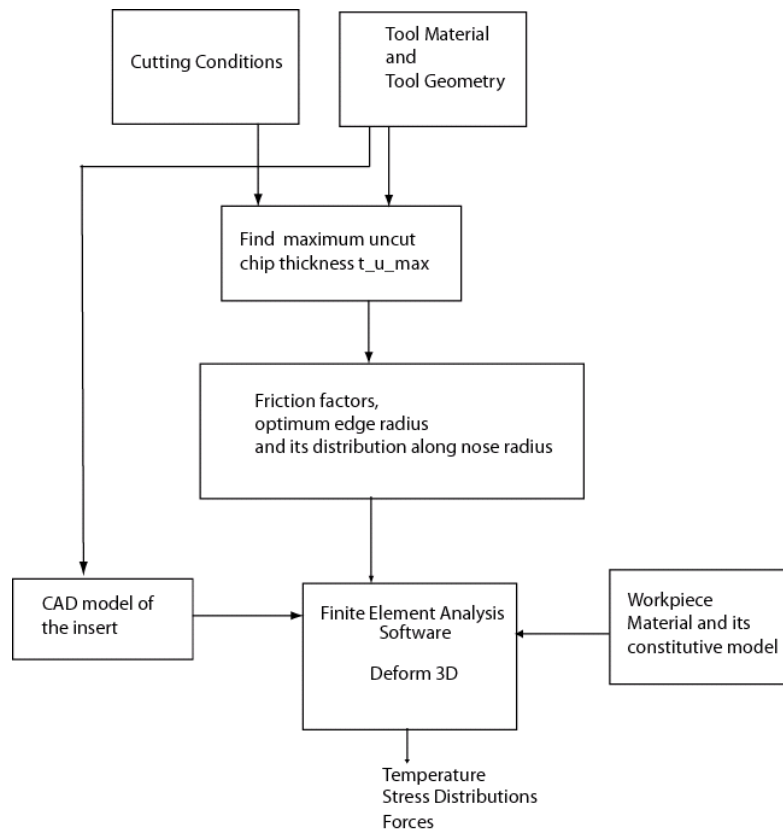 Cutting Conditions
Tool Material
and
Tool Geometry
Find maximum uncut
chip thickness t_u_max
Friction factors,
optimum edge radius
and its distribution along nose radius
CAD model of
the insert
Finite Element Analysis
Software
Deform 3D
Workpiece
Material and its
constitutive model
Temperature
Stress Distributions
Forces